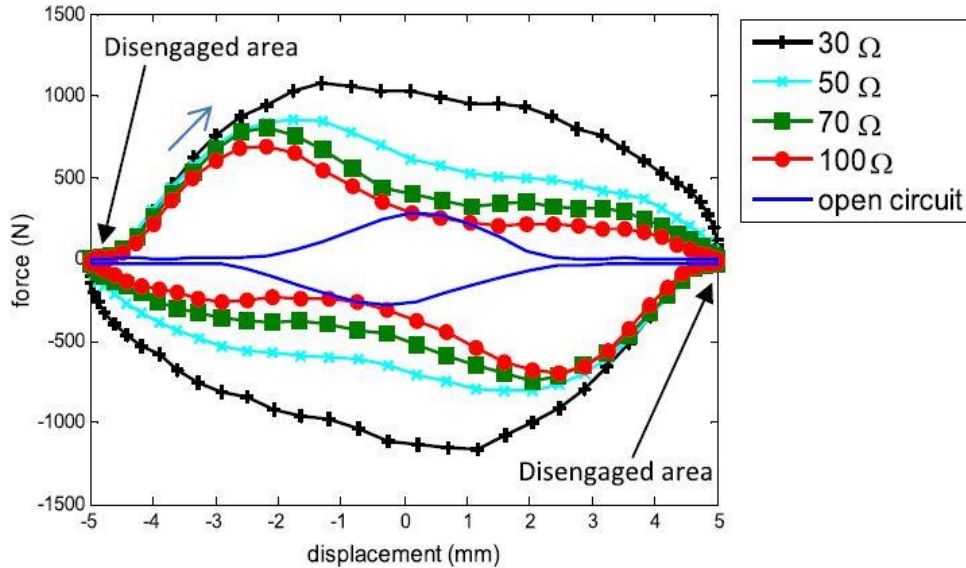 1500
Disengaged area
1000
500
0
-500
-1000
-1500
force (N)
Disengaged area
-5
-4
-3
-2
-1
0
1
2
3
4
5
displacement (mm)
30 Ω
50 Ω
70 Ω
100 Ω
open circuit